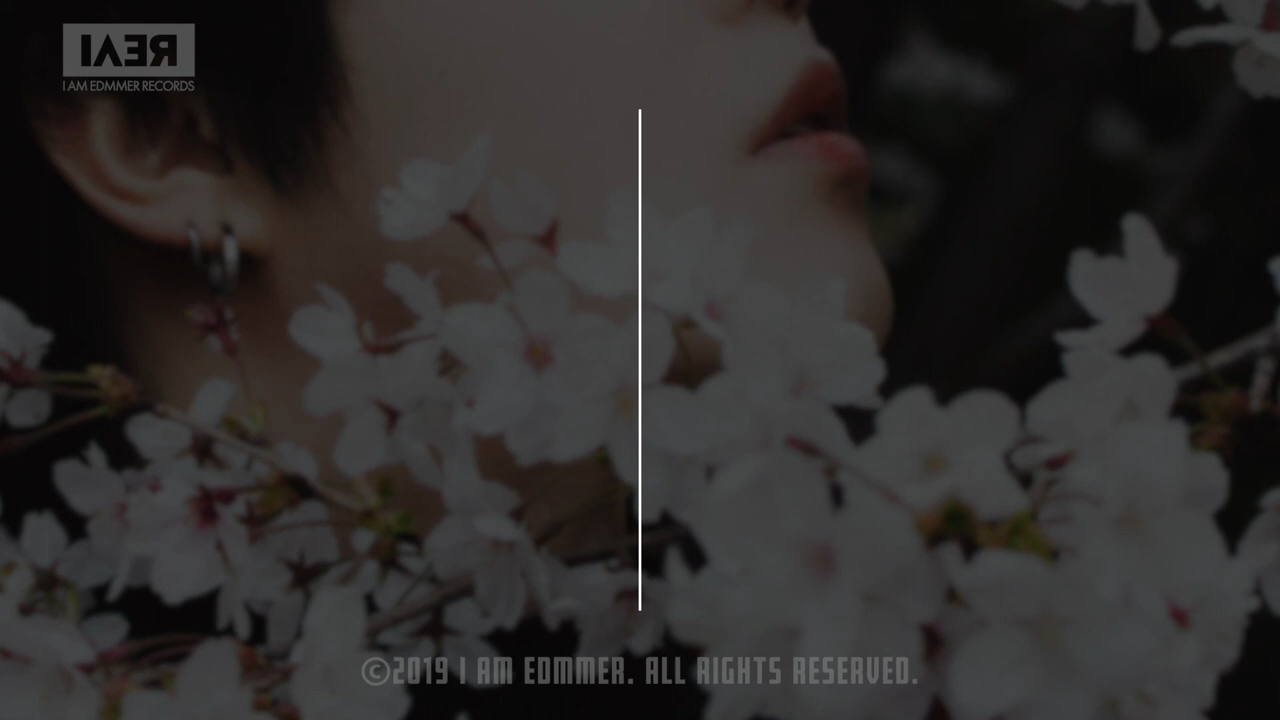 IΛƎЯ
I AM EDMMER RECORDS
©2019 I AM EDMMER. ALL RIGHTS RESERVED.